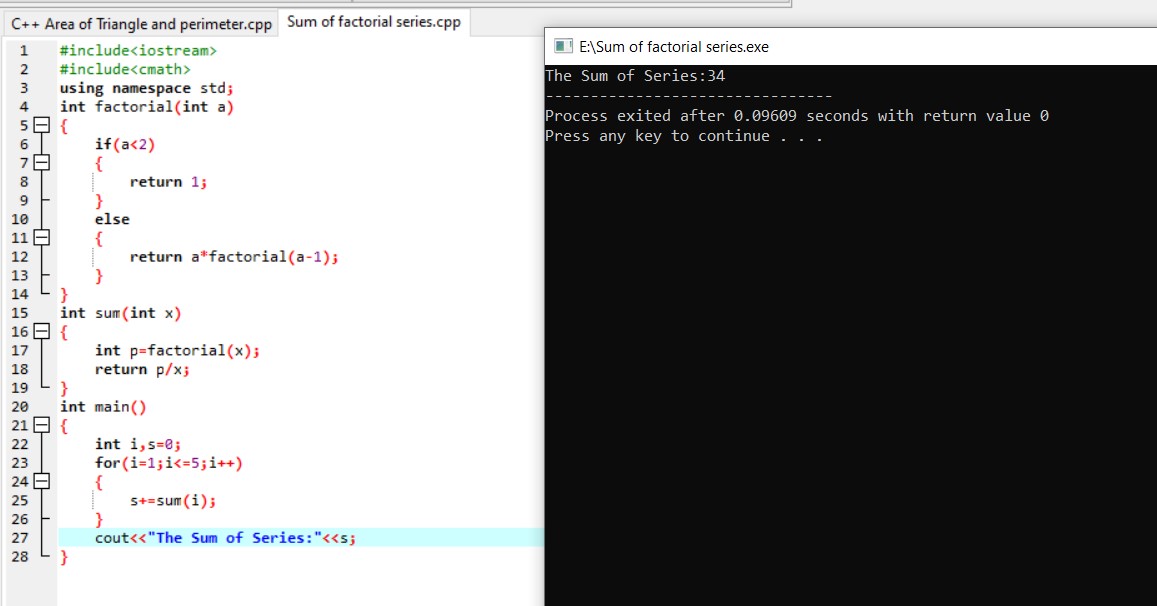 C++ Area of Triangle and perimeter.cpp
Sum of factorial series.cpp
1 #include<iostream>
2 #include<cmath>
3 using namespace std;
4 int factorial(int a)
5 {
6 if(a<2)
7 {
8 return 1;
9 }
10 else
11 {
12 return a*factorial(a-1);
13 }
14 }
15 int sum(int x)
16 {
17 int p=factorial(x);
18 return p/x;
19 }
20 int main()
21 {
22 int i,s=0;
23 for(i=1;i<=5;i++)
24 {
25 s+=sum(i);
26 }
27 cout<<"The Sum of Series:"<<s;
28 }
E:\Sum of factorial series.exe
The Sum of Series:34
--------------------------------
Process exited after 0.09609 seconds with return value 0
Press any key to continue . . .